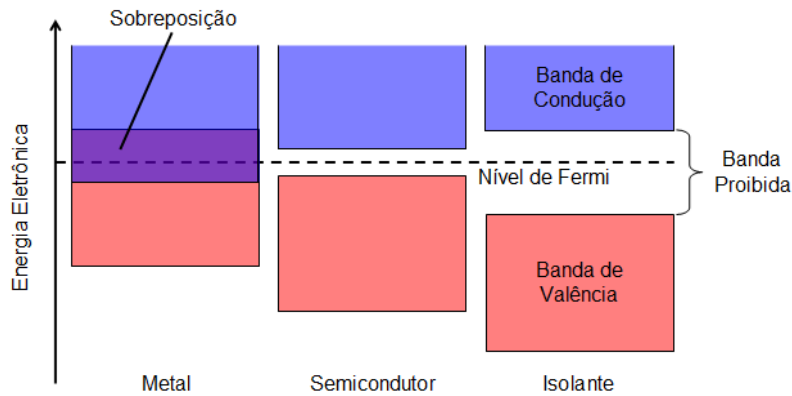 Sobreposição
Energia Eletrônica
Banda de
Condução
Nível de Fermi
Banda
Proibida
Banda de
Valência
Metal
Semicondutor
Isolante